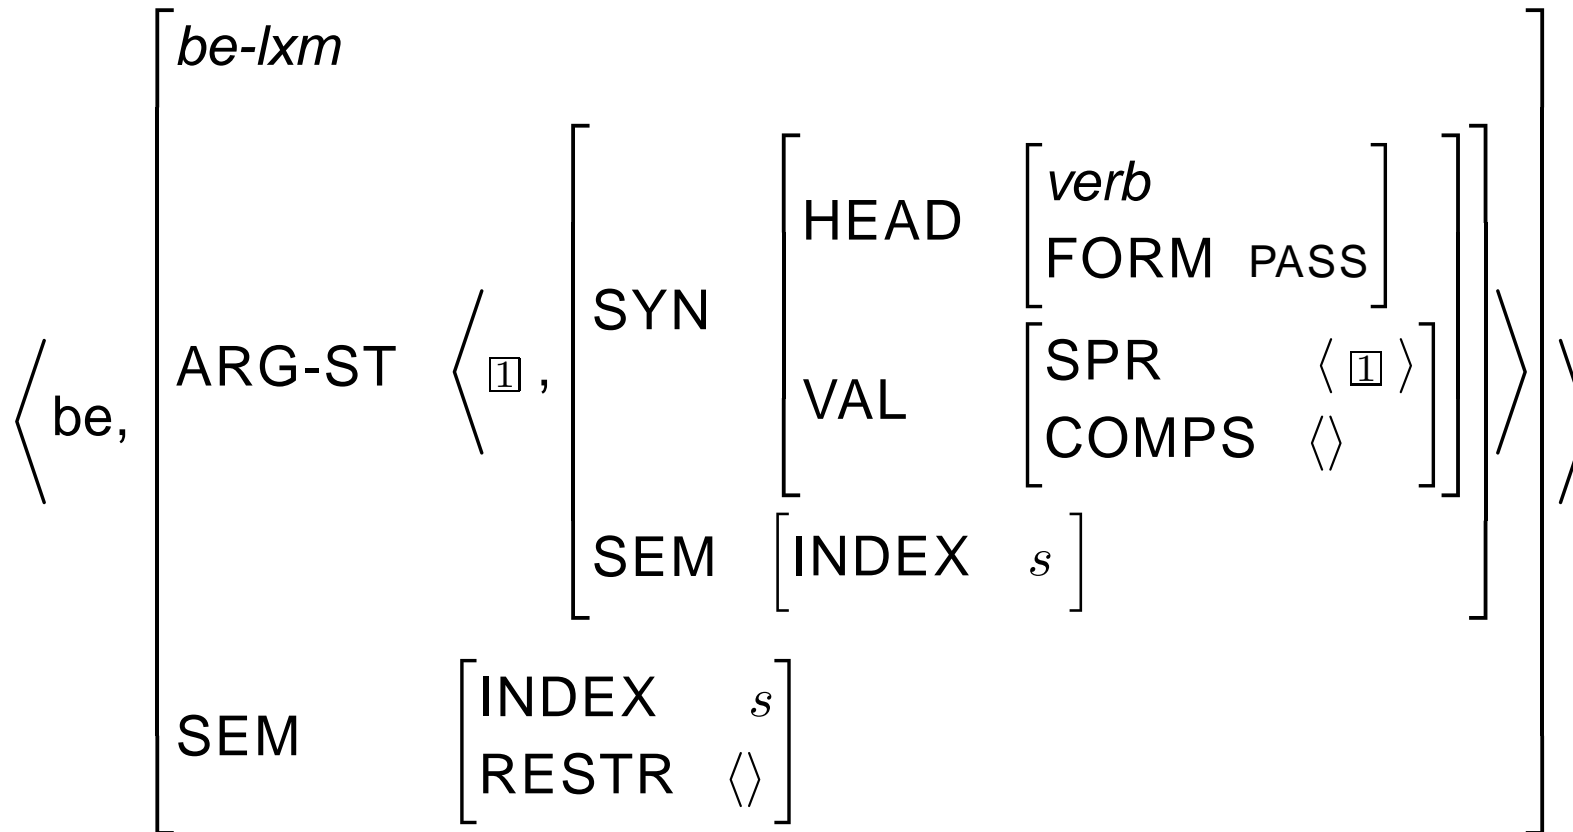 be-lxm
HEAD [verb
FORM PASS]
SYN
ARG-ST ⟨ 1 , SPR ⟨ 1 ⟩
VAL
⟨ be, COMPS ⟨⟩
SEM [INDEX s]
INDEX s
SEM
RESTR ⟨⟩